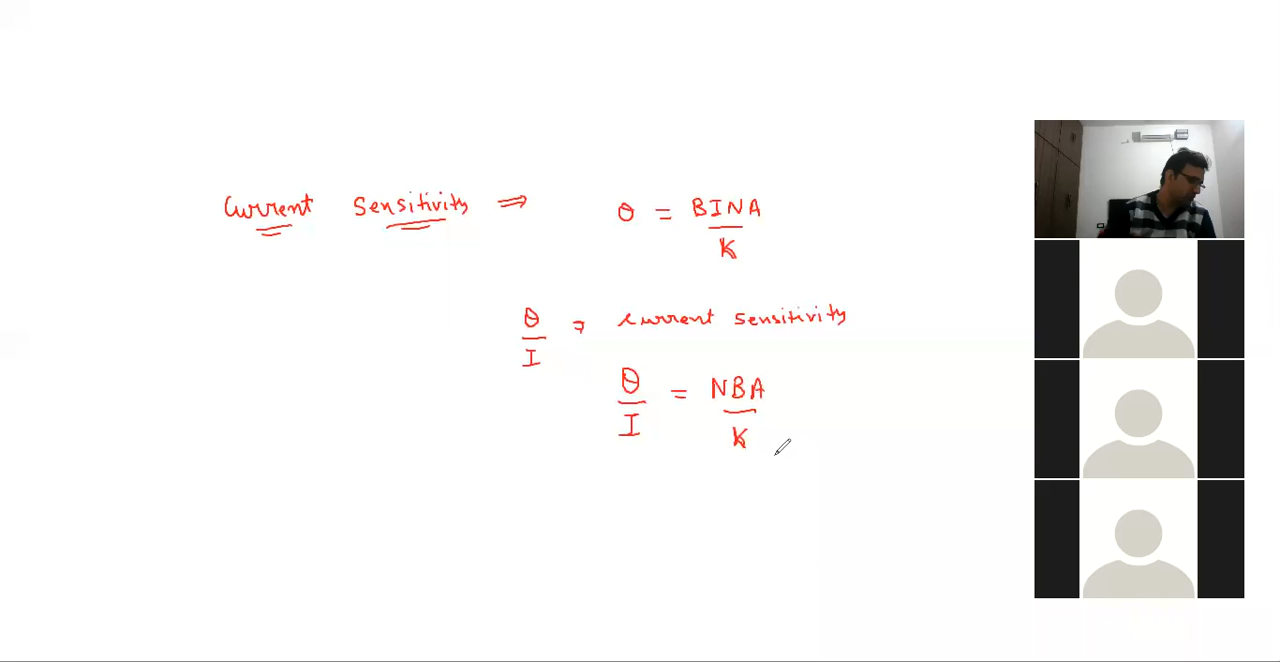 Current Sensitivity ⇒ θ = BINA / K
θ / I = current sensitivity
θ / I = NBA / K